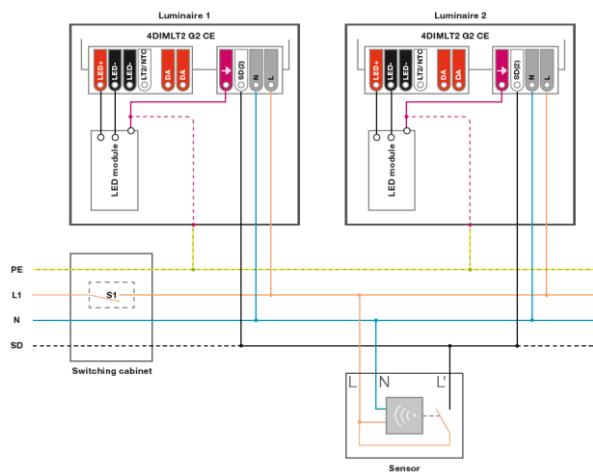 Luminaire 1
4DIMLT2 G2 CE
LED+
LED-
LED-
LT2/NTC
DA
DA
SD(2)
N
L
LED module
Luminaire 2
4DIMLT2 G2 CE
LED+
LED-
LED-
LT2/NTC
DA
DA
SD(2)
N
L
LED module
PE
L1
S1
N
SD
Switching cabinet
L N L'
Sensor